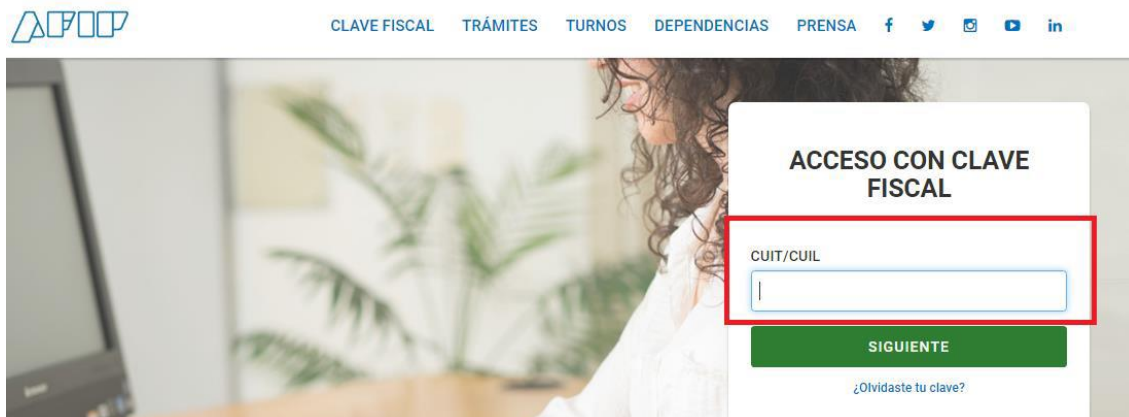 AFIP
CLAVE FISCAL TRÁMITES TURNOS DEPENDENCIAS PRENSA
ACCESO CON CLAVE
FISCAL
CUIT/CUIL
SIGUIENTE
¿Olvidaste tu clave?